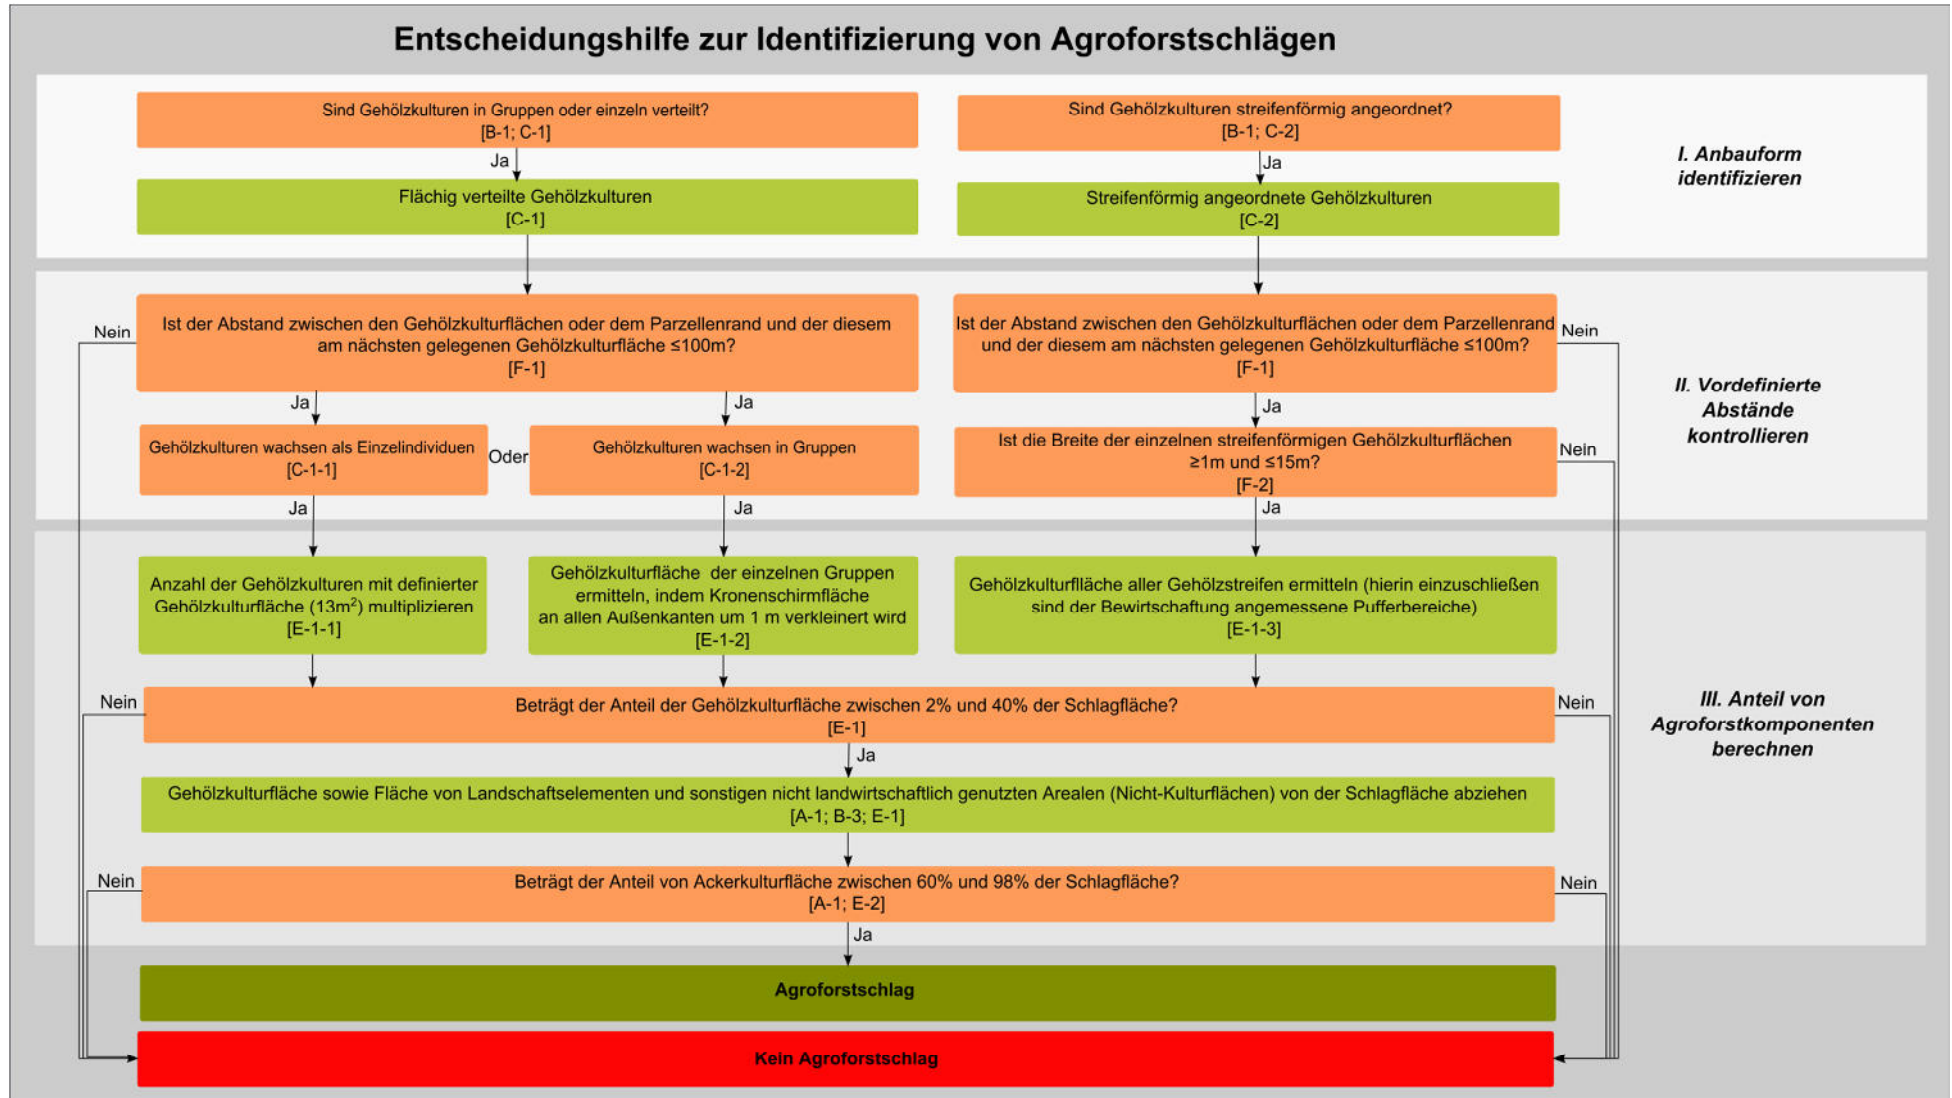 Entscheidungshilfe zur Identifizierung von Agroforstschlägen
Sind Gehölzkulturen in Gruppen oder einzeln verteilt?
[B-1; C-1]
Ja
Flächig verteilte Gehölzkulturen
[C-1]
Sind Gehölzkulturen streifenförmig angeordnet?
[B-1; C-2]
Ja
Streifenförmig angeordnete Gehölzkulturen
[C-2]
I. Anbauform
identifizieren
Nein
Ist der Abstand zwischen den Gehölzkulturflächen oder dem Parzellenrand und der diesem
am nächsten gelegenen Gehölzkulturfläche ≤100m?
[F-1]
Ja
Ja
Gehölzkulturen wachsen als Einzelindividuen
[C-1-1]
Oder
Gehölzkulturen wachsen in Gruppen
[C-1-2]
Ja
Ja
Ist der Abstand zwischen den Gehölzkulturflächen oder dem Parzellenrand
und der diesem am nächsten gelegenen Gehölzkulturfläche ≤100m?
[F-1]
Nein
Ja
Ist die Breite der einzelnen streifenförmigen Gehölzkulturflächen
≥1m und ≤15m?
[F-2]
Nein
Ja
II. Vordefinierte
Abstände
kontrollieren
Anzahl der Gehölzkulturen mit definierter
Gehölzkulturfläche (13m²) multiplizieren
[E-1-1]
Gehölzkulturfläche der einzelnen Gruppen
ermitteln, indem Kronenschirmfläche
an allen Außenkanten um 1 m verkleinert wird
[E-1-2]
Gehölzkulturflläche aller Gehölzstreifen ermitteln (hierin einzuschließen
sind der Bewirtschaftung angemessene Pufferbereiche)
[E-1-3]
Nein
Beträgt der Anteil der Gehölzkulturfläche zwischen 2% und 40% der Schlagfläche?
[E-1]
Nein
Ja
III. Anteil von
Agroforstkomponenten
berechnen
Gehölzkulturfläche sowie Fläche von Landschaftselementen und sonstigen nicht landwirtschaftlich genutzten Arealen (Nicht-Kulturflächen) von der Schlagfläche abziehen
[A-1; B-3; E-1]
Nein
Beträgt der Anteil von Ackerkulturfläche zwischen 60% und 98% der Schlagfläche?
[A-1; E-2]
Nein
Ja
Agroforstschlag
Kein Agroforstschlag